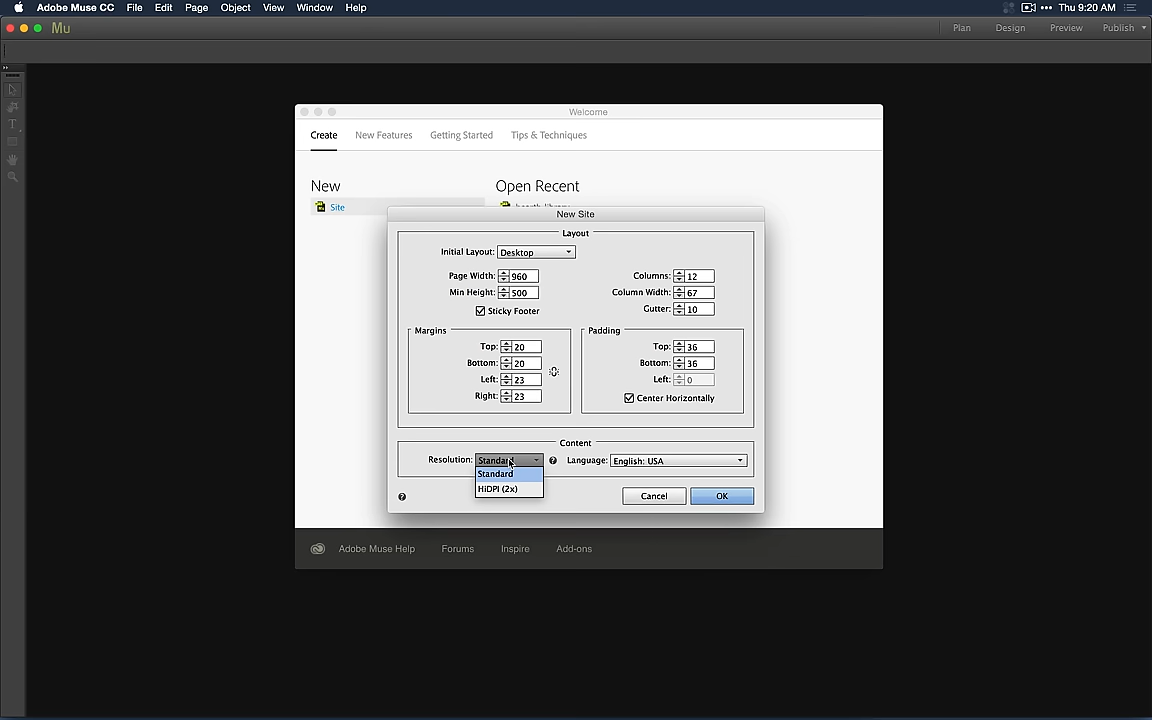 Adobe Muse CC File Edit Page Object View Window Help Thu 9:20 AM
Mu Plan Design Preview Publish
T
Welcome
Create New Features Getting Started Tips & Techniques
New Open Recent
Site
New Site
Layout
Initial Layout: Desktop
Page Width: 960 Columns: 12
Min Height: 500 Column Width: 67
Sticky Footer Gutter: 10
Margins Padding
Top: 20 Top: 36
Bottom: 20 Bottom: 36
Left: 23 Left: 0
Right: 23 Center Horizontally
Content
Resolution: Standard Language: English: USA
Standard
HiDPI (2x)
Cancel OK
Adobe Muse Help Forums Inspire Add-ons